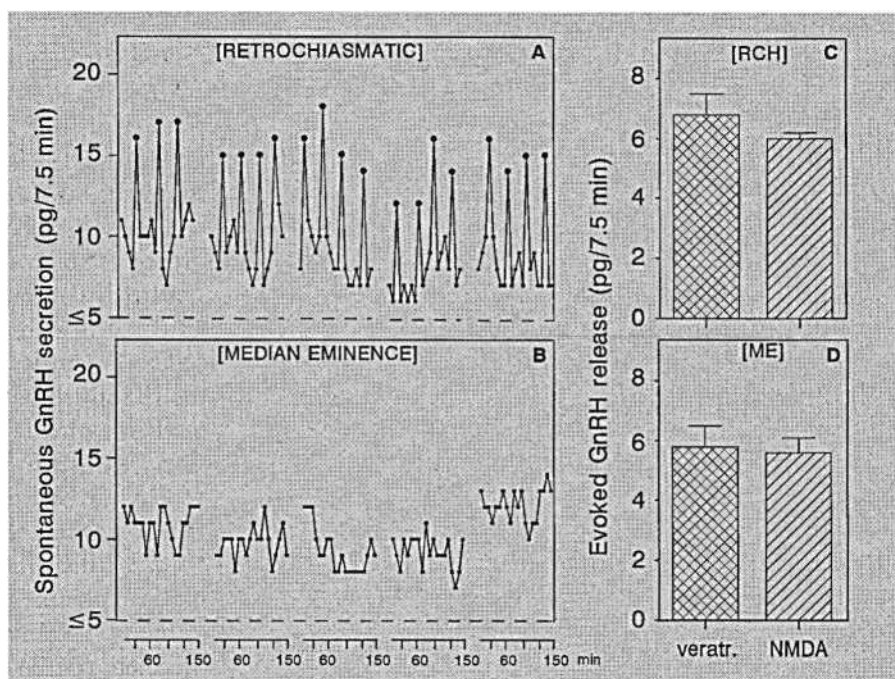 Spontaneous GnRH secretion (pg/7.5 min)
[RETROCHIASMATIC] A
20
15
10
≤5
[MEDIAN EMINENCE] B
20
15
10
≤5
60 150 60 150 60 150 60 150 60 150 min
Evoked GnRH release (pg/7.5 min)
[RCH] C
8
6
4
2
0
[ME] D
8
6
4
2
0
veratr. NMDA